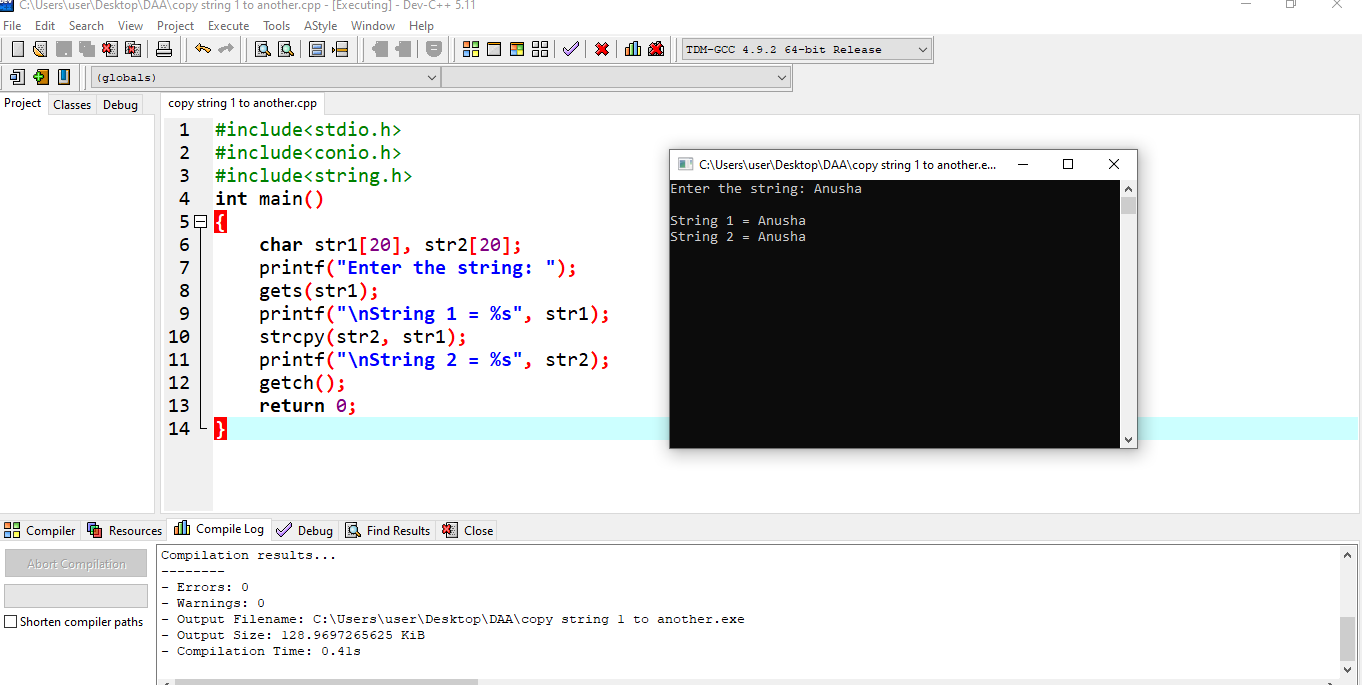 C:\Users\user\Desktop\DAA\copy string 1 to another.cpp - [Executing] - Dev-C++ 5.11
File Edit Search View Project Execute Tools AStyle Window Help
TDM-GCC 4.9.2 64-bit Release
(globals)
Project Classes Debug
copy string 1 to another.cpp
1 #include<stdio.h>
2 #include<conio.h>
3 #include<string.h>
4 int main()
5 {
6 char str1[20], str2[20];
7 printf("Enter the string: ");
8 gets(str1);
9 printf("\nString 1 = %s", str1);
10 strcpy(str2, str1);
11 printf("\nString 2 = %s", str2);
12 getch();
13 return 0;
14 }
C:\Users\user\Desktop\DAA\copy string 1 to another.e...
Enter the string: Anusha
String 1 = Anusha
String 2 = Anusha
Compiler Resources Compile Log Debug Find Results Close
Abort Compilation
Shorten compiler paths
Compilation results...
--------
- Errors: 0
- Warnings: 0
- Output Filename: C:\Users\user\Desktop\DAA\copy string 1 to another.exe
- Output Size: 128.9697265625 KiB
- Compilation Time: 0.41s